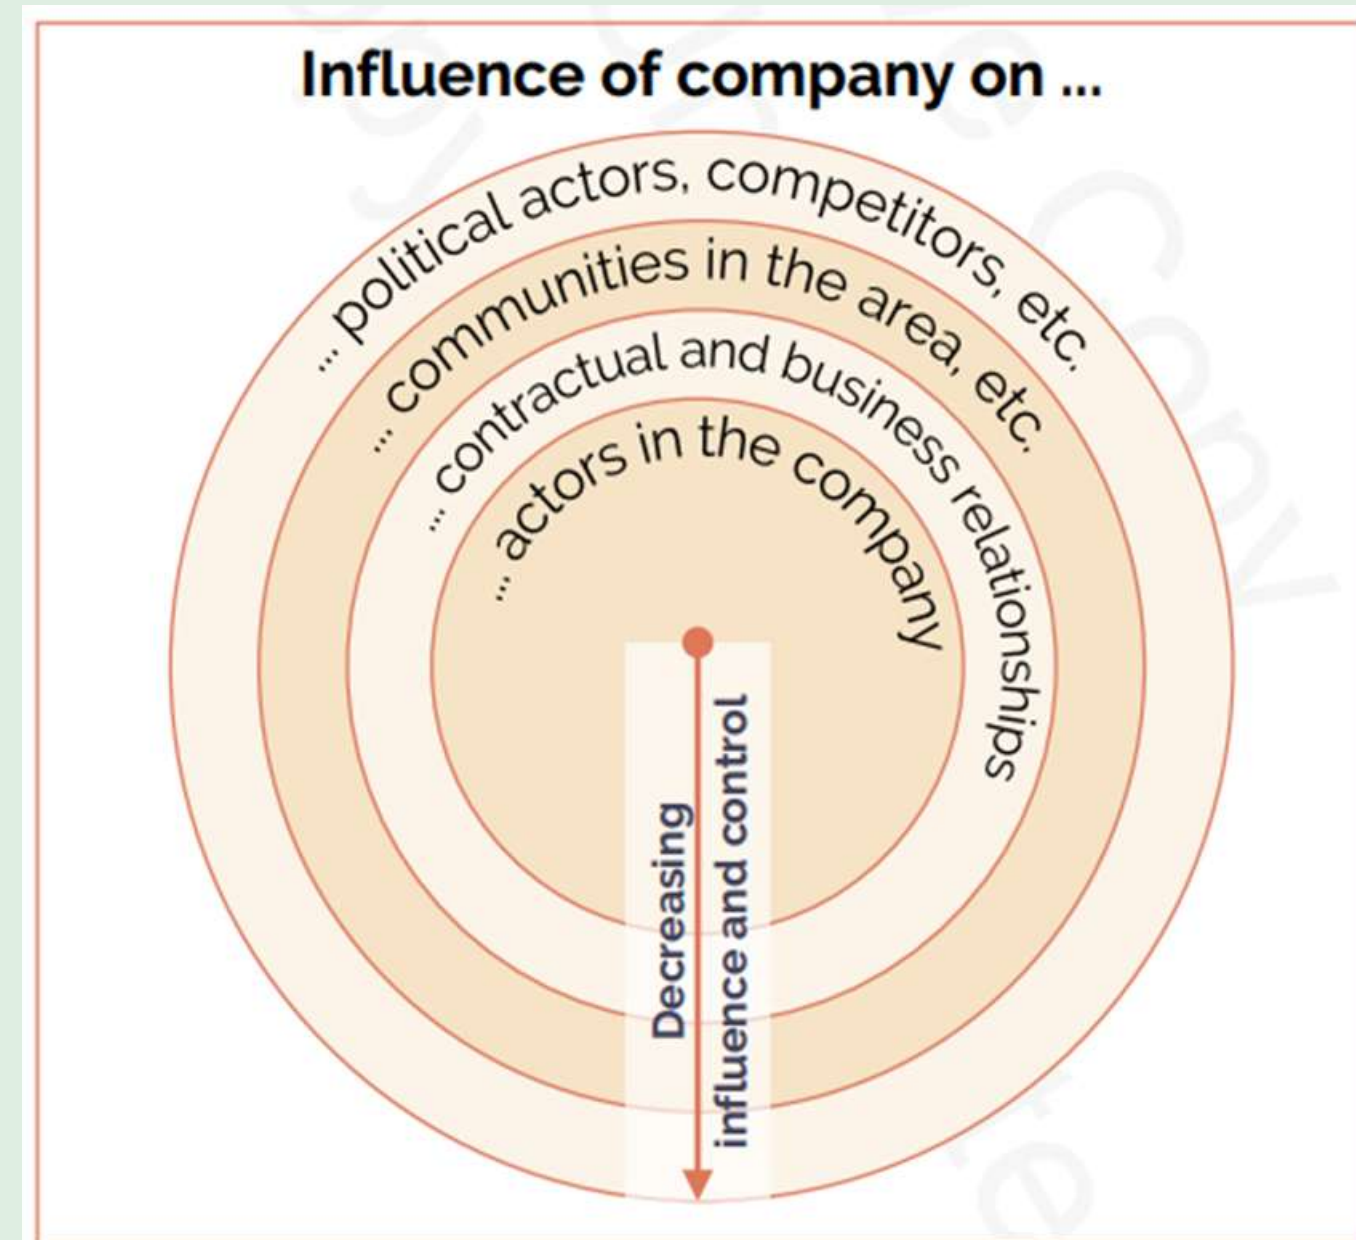 Influence of company on ...
... political actors, competitors, etc.
... communities in the area, etc.
... contractual and business relationships
... actors in the company
Decreasing
influence and control